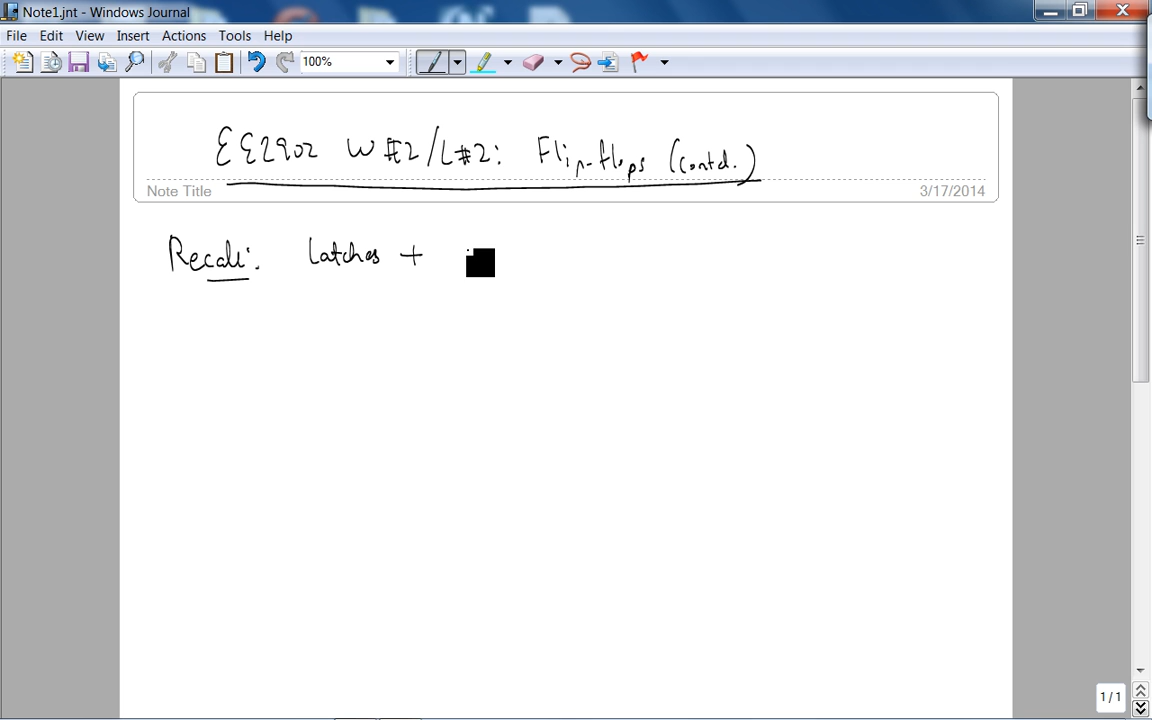 Note1.jnt - Windows Journal
File Edit View Insert Actions Tools Help
100%
EE2902 W#2/L#2: Flip-flops (contd.)
Note Title
3/17/2014
Recall: Latches +
1 / 1